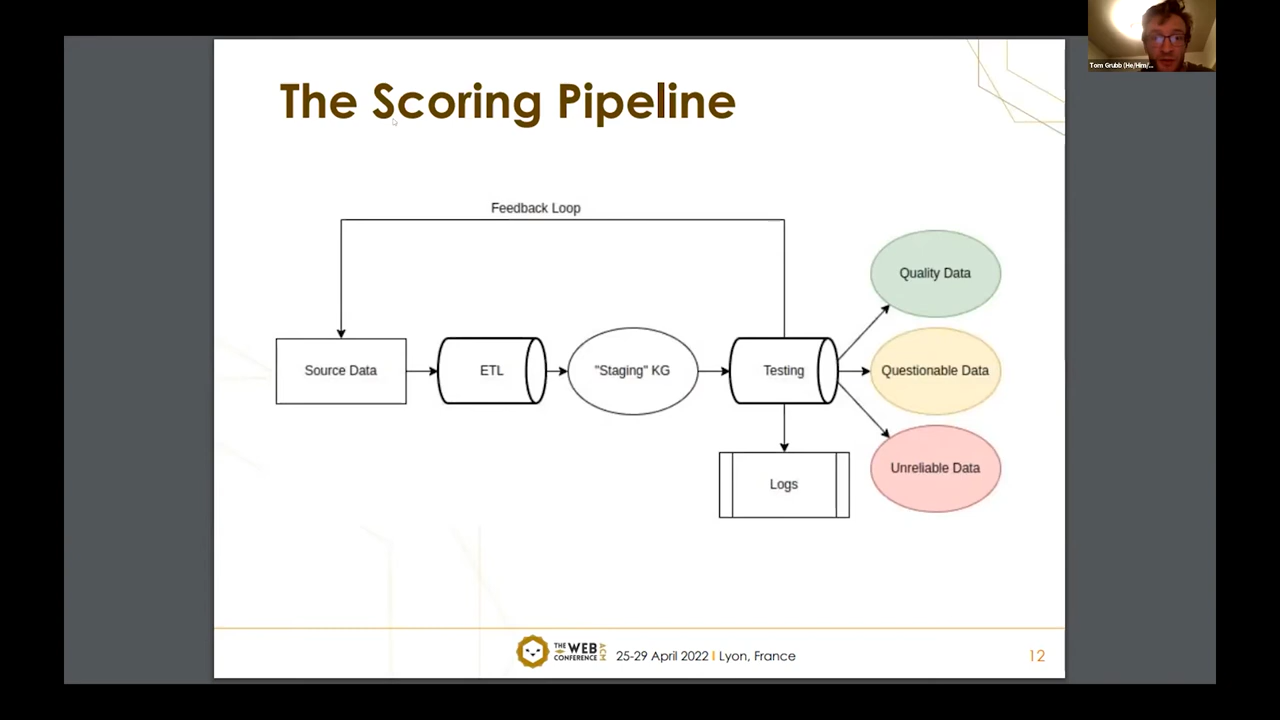 Tom Grubb (He/Him/...
The Scoring Pipeline
Feedback Loop
Quality Data
Source Data
ETL
"Staging" KG
Testing
Questionable Data
Unreliable Data
Logs
THE WEB CONFERENCE ACM
25-29 April 2022 | Lyon, France
12